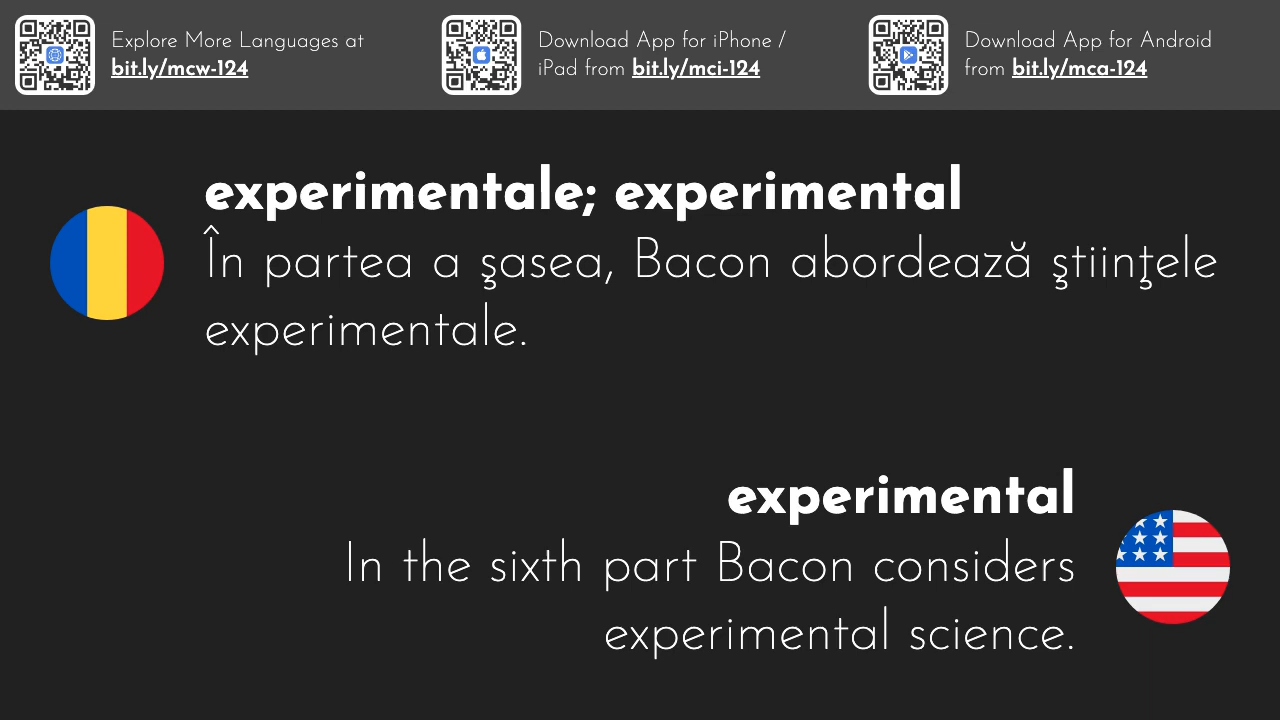 Explore More Languages at
bit.ly/mcw-124
Download App for iPhone /
iPad from bit.ly/mci-124
Download App for Android
from bit.ly/mca-124
experimentale; experimental
În partea a şasea, Bacon abordează ştiinţele
experimentale.
experimental
In the sixth part Bacon considers
experimental science.